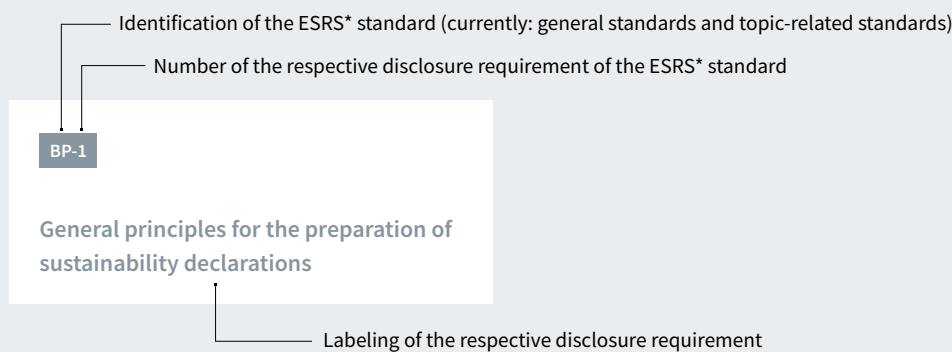 Identification of the ESRS* standard (currently: general standards and topic-related standards)
Number of the respective disclosure requirement of the ESRS* standard
BP-1
General principles for the preparation of
sustainability declarations
Labeling of the respective disclosure requirement